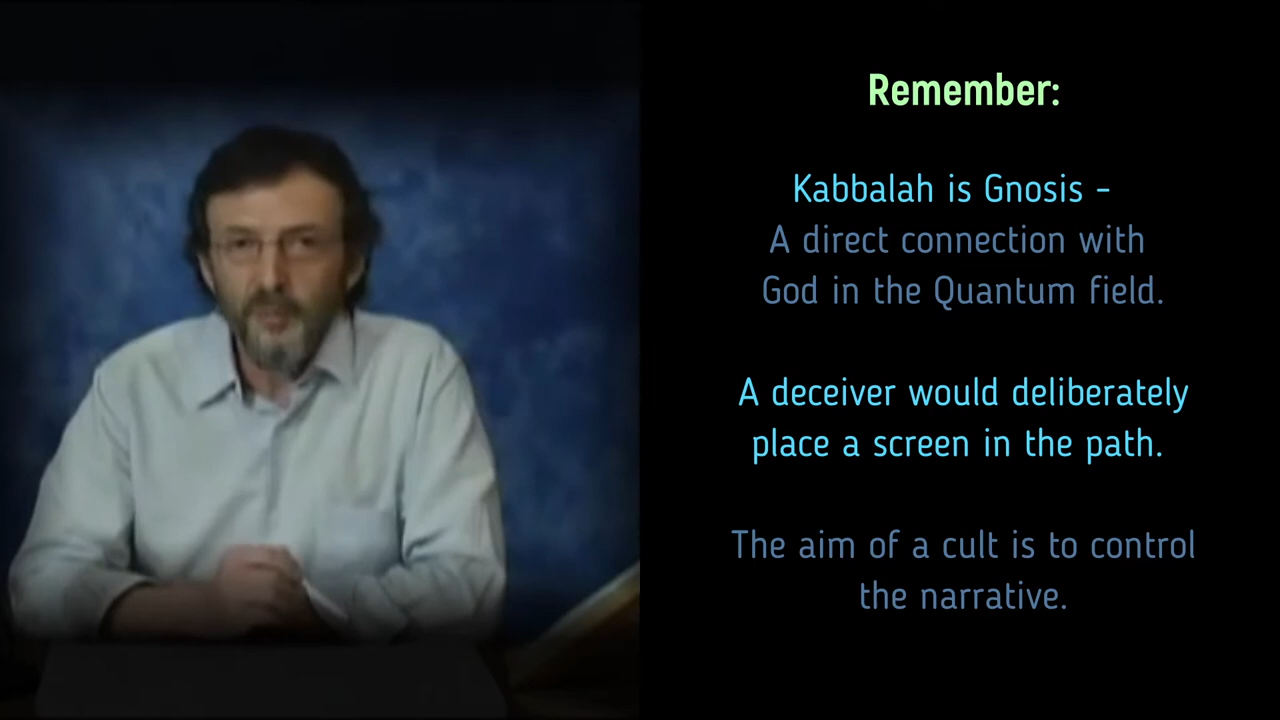 Remember:
Kabbalah is Gnosis -
A direct connection with
God in the Quantum field.
A deceiver would deliberately
place a screen in the path.
The aim of a cult is to control
the narrative.